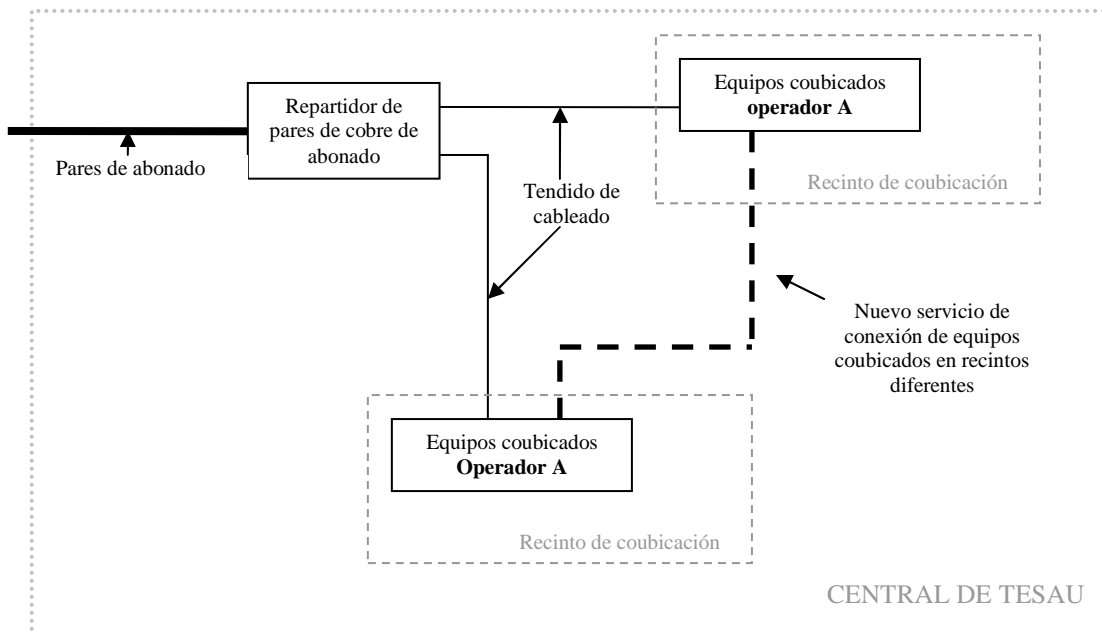 Equipos coubicados
operador A
Repartidor de
pares de cobre de
abonado
Pares de abonado
Recinto de coubicación
Tendido de
cableado
Nuevo servicio de
conexión de equipos
coubicados en recintos
diferentes
Equipos coubicados
Operador A
Recinto de coubicación
CENTRAL DE TESAU